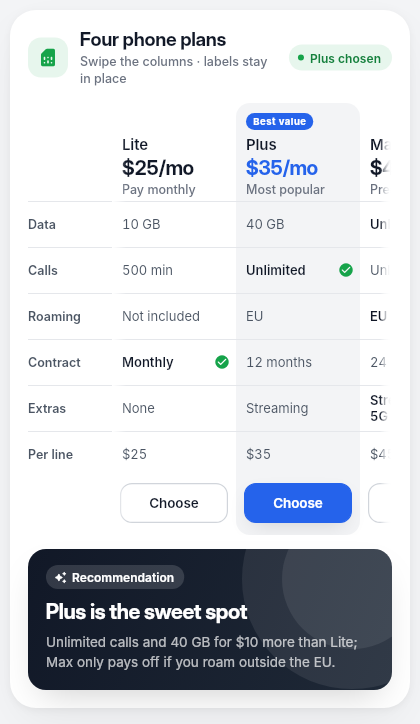 Four phone plans
Swipe the columns · labels stay
in place
Plus chosen
Best value
Lite Plus
$25/mo $35/mo
Pay monthly Most popular
Data 10 GB 40 GB
Calls 500 min Unlimited
Roaming Not included EU EU
Contract Monthly 12 months 24
Extras None Streaming
5G
Per line $25 $35
Choose Choose
Recommendation
Plus is the sweet spot
Unlimited calls and 40 GB for $10 more than Lite;
Max only pays off if you roam outside the EU.